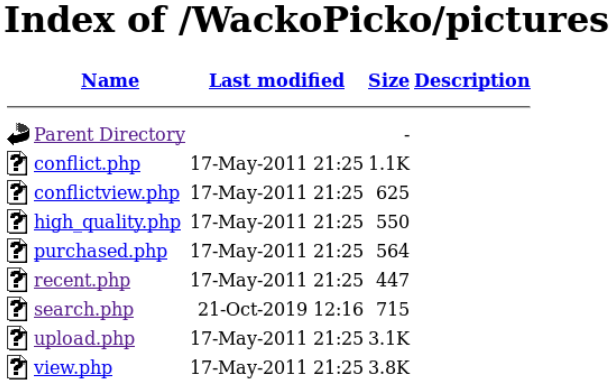 Index of /WackoPicko/pictures
Name Last modified Size Description
Parent Directory -
conflict.php 17-May-2011 21:25 1.1K
conflictview.php 17-May-2011 21:25 625
high_quality.php 17-May-2011 21:25 550
purchased.php 17-May-2011 21:25 564
recent.php 17-May-2011 21:25 447
search.php 21-Oct-2019 12:16 715
upload.php 17-May-2011 21:25 3.1K
view.php 17-May-2011 21:25 3.8K